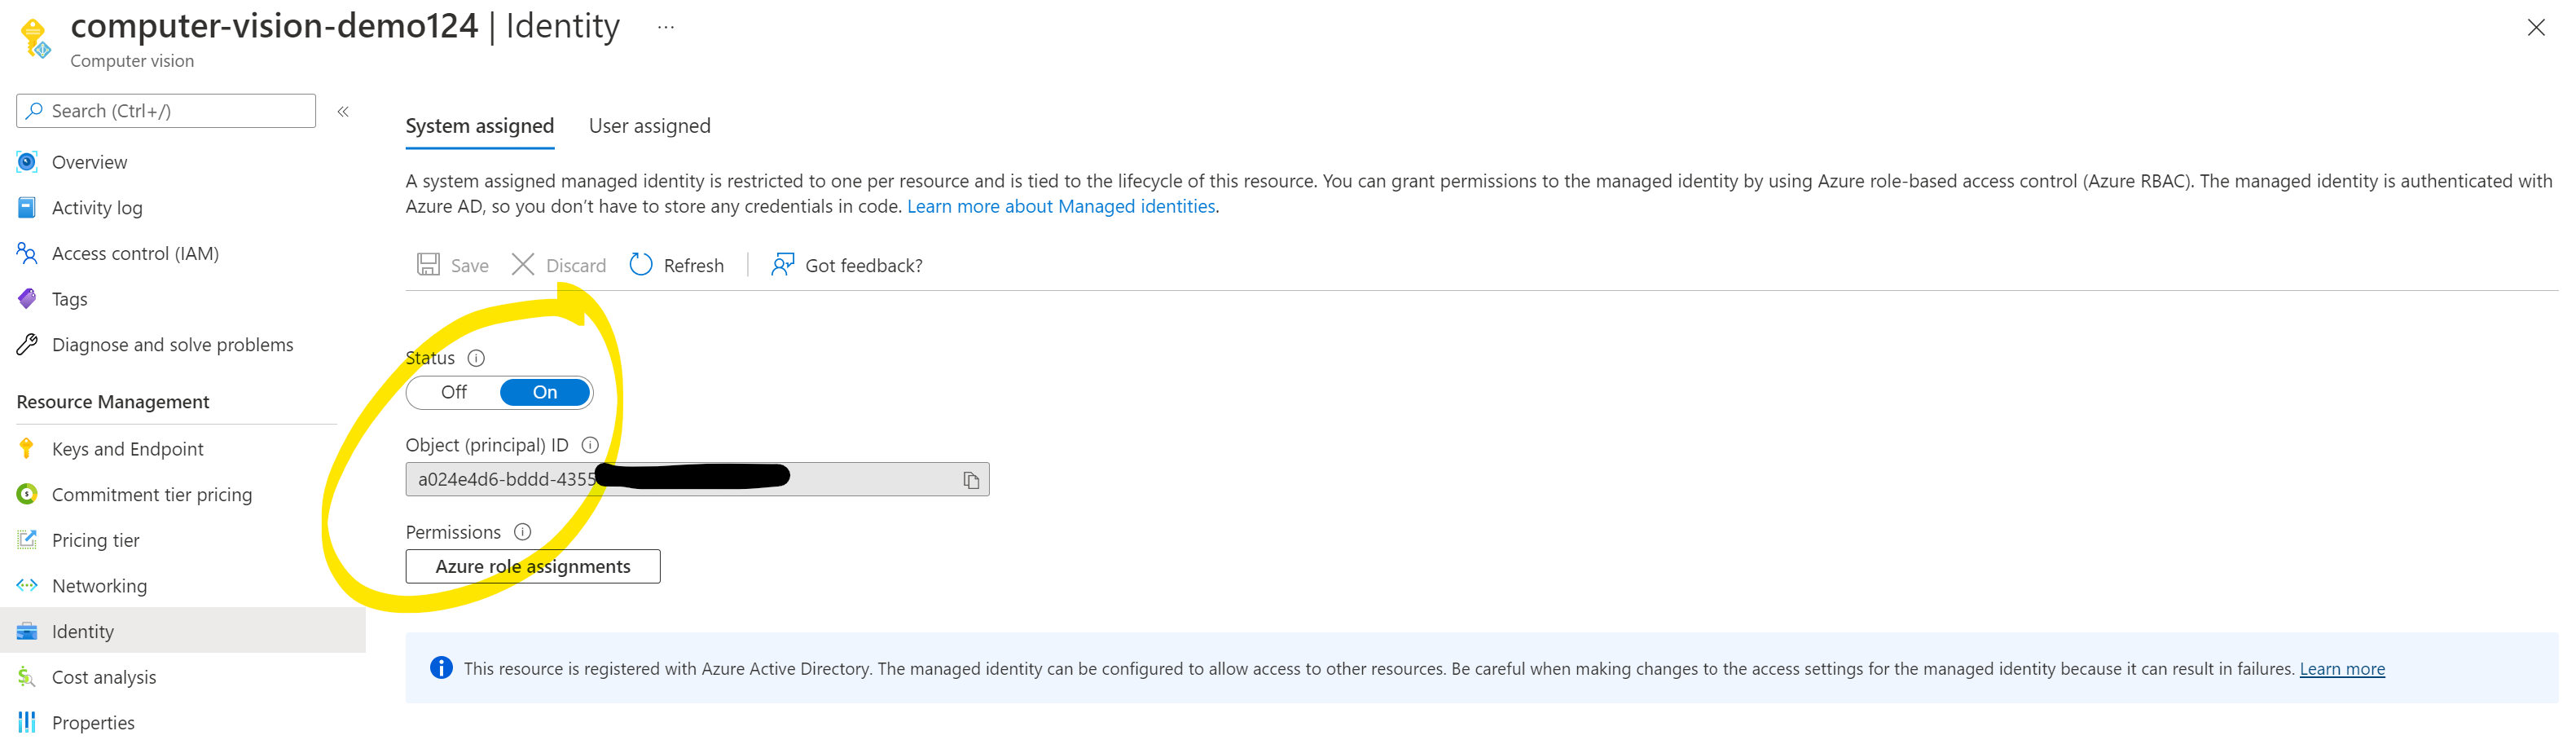 computer-vision-demo124 | Identity ...
Computer vision
Search (Ctrl+/)
«
Overview
Activity log
Access control (IAM)
Tags
Diagnose and solve problems
Resource Management
Keys and Endpoint
Commitment tier pricing
Pricing tier
Networking
Identity
Cost analysis
Properties
System assigned User assigned
A system assigned managed identity is restricted to one per resource and is tied to the lifecycle of this resource. You can grant permissions to the managed identity by using Azure role-based access control (Azure RBAC). The managed identity is authenticated with
Azure AD, so you don’t have to store any credentials in code. Learn more about Managed identities.
Save Discard Refresh Got feedback?
Status
Off On
Object (principal) ID
a024e4d6-bddd-4355
Permissions
Azure role assignments
This resource is registered with Azure Active Directory. The managed identity can be configured to allow access to other resources. Be careful when making changes to the access settings for the managed identity because it can result in failures. Learn more